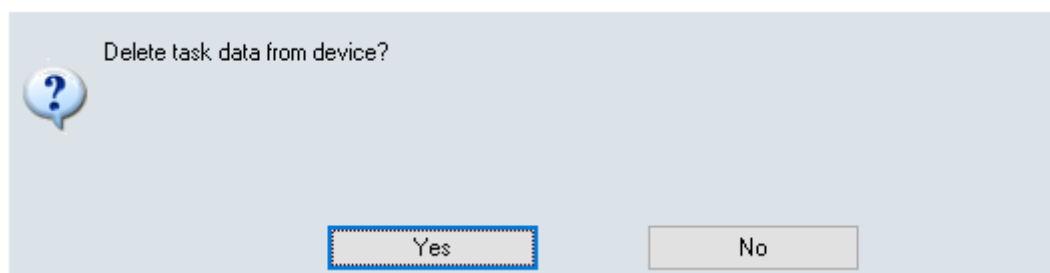 Delete task data from device?
Yes
No